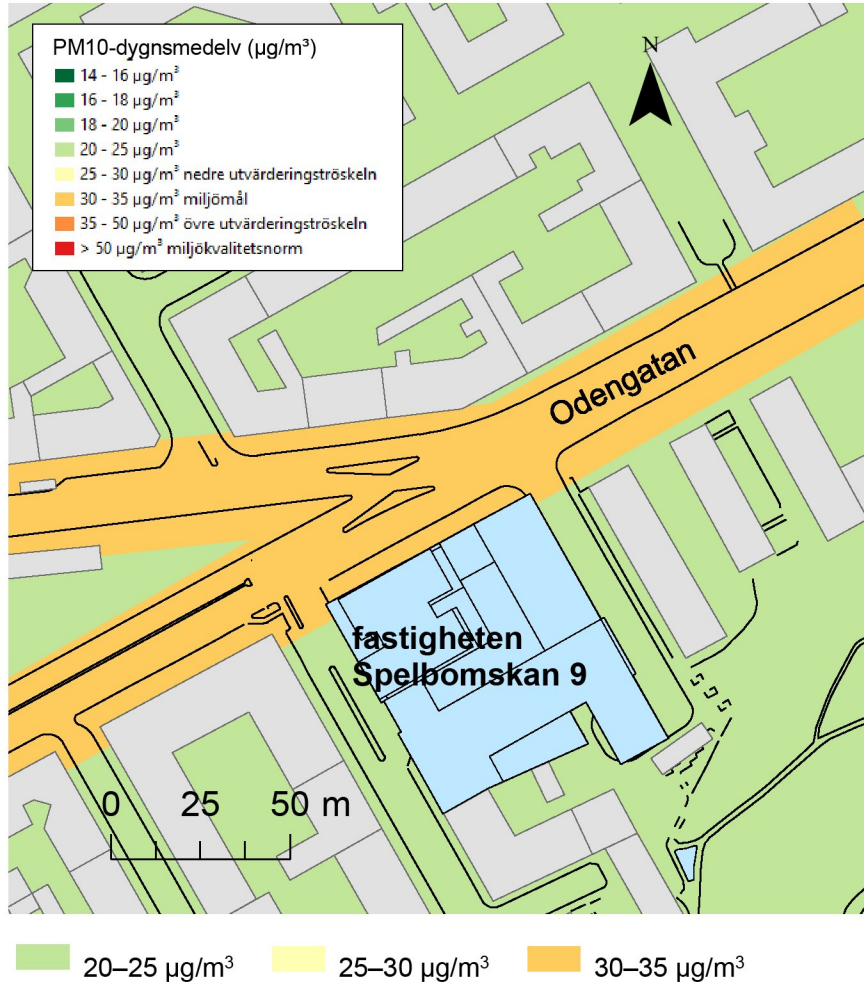 PM10-dygnsmedelv (µg/m³)
14 - 16 µg/m³
16 - 18 µg/m³
18 - 20 µg/m³
20 - 25 µg/m³
25 - 30 µg/m³ nedre utvärderingströskeln
30 - 35 µg/m³ miljömål
35 - 50 µg/m³ övre utvärderingströskeln
> 50 µg/m³ miljökvalitetsnorm
N
Odengatan
fastigheten
Spelbomskan 9
0 25 50 m
20–25 µg/m³ 25–30 µg/m³ 30–35 µg/m³